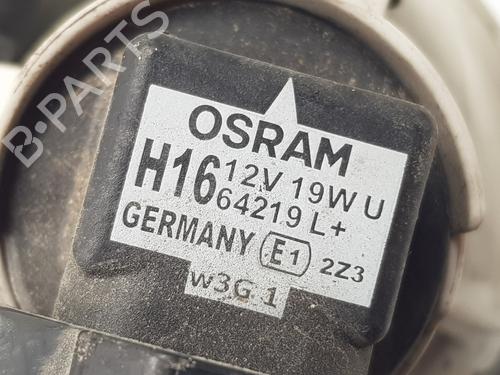 B-PARTS
OSRAM
H16 12V 19W U
64219 L+
GERMANY E1 2Z3
W3G 1